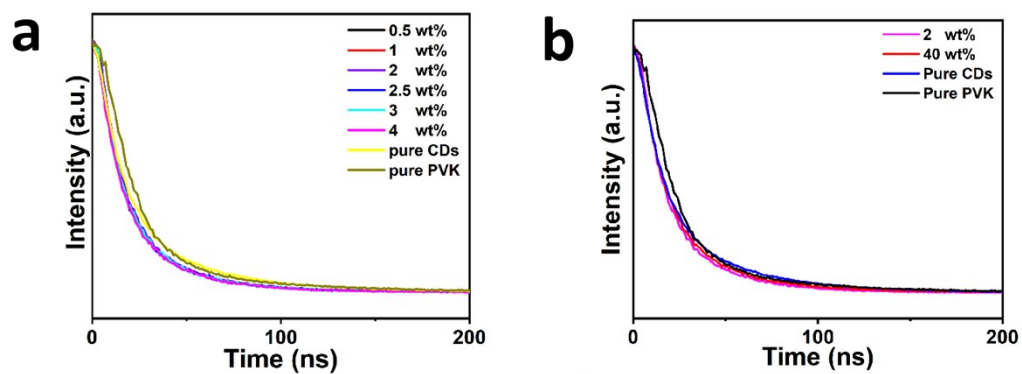 a
0.5 wt%
1 wt%
2 wt%
2.5 wt%
3 wt%
4 wt%
pure CDs
pure PVK
Intensity (a.u.)
0 100 200
Time (ns)
b
2 wt%
40 wt%
Pure CDs
Pure PVK
Intensity (a.u.)
0 100 200
Time (ns)